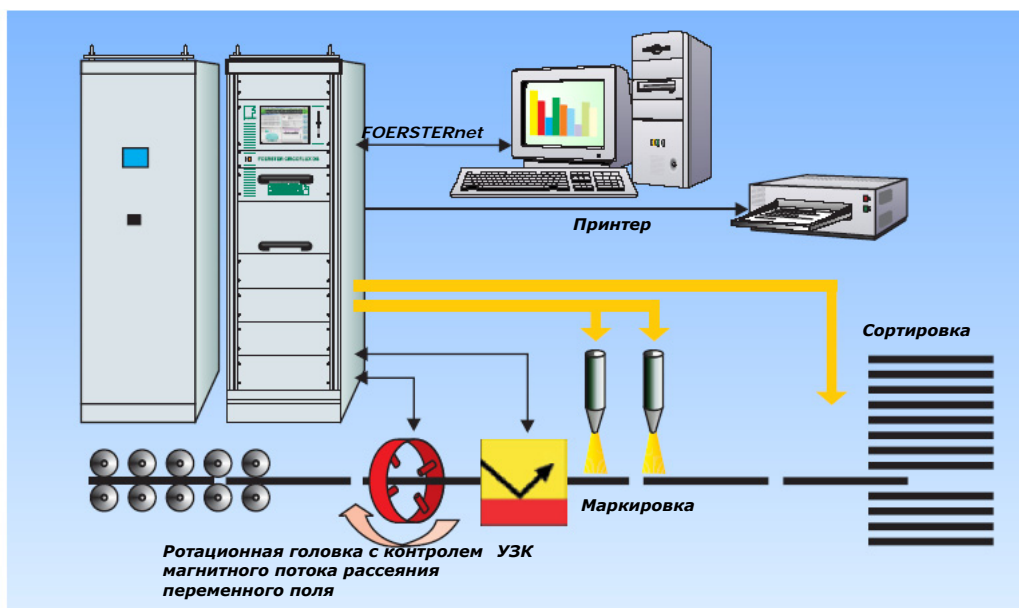 FOERSTERnet
Принтер
Сортировка
Маркировка
Ротационная головка с контролем
магнитного потока рассеяния
переменного поля
УЗК